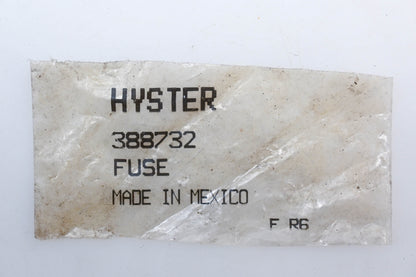 HYSTER
388732
FUSE
MADE IN MEXICO
F R6